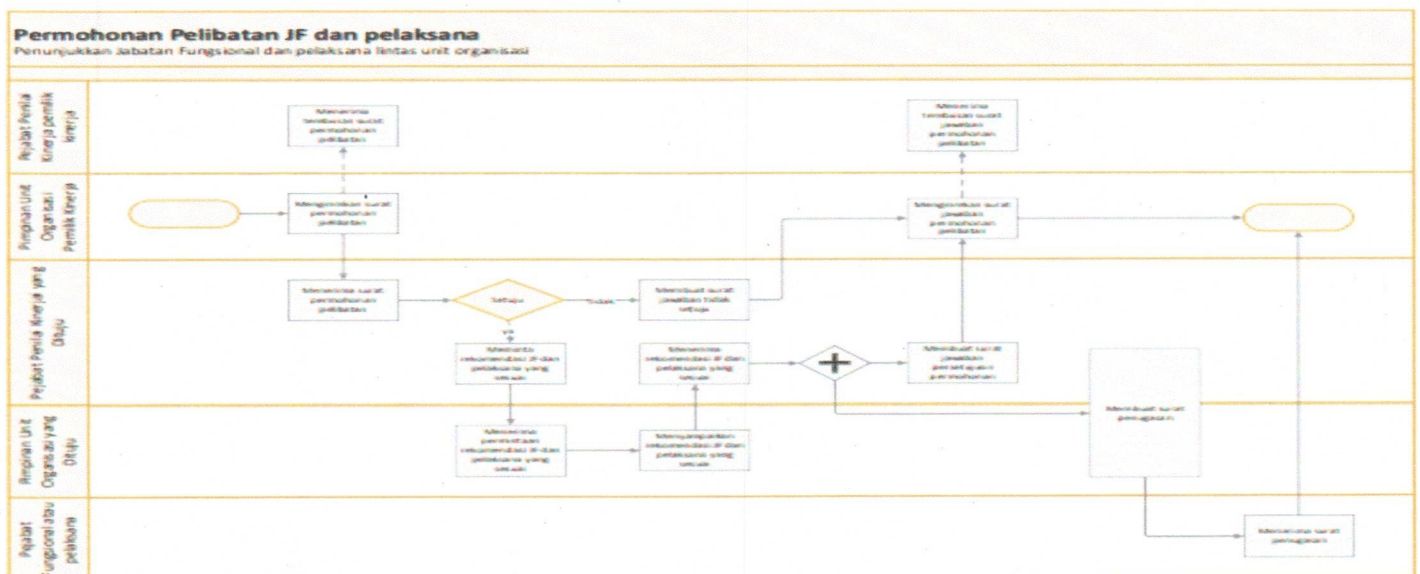 Permohonan Pelibatan JF dan pelaksana
Penunjukkan Jabatan Fungsional dan pelaksana lintas unit organisasi
Pejabat Penilai
Kinerja pemilik
kinerja
Menerima
tembusan surat
permohonan
pelibatan
Menerima
tembusan surat
jawaban
permohonan
pelibatan
Pimpinan Unit
Organisasi
Pemilik Kinerja
Mengirimkan surat
permohonan
pelibatan
Mengirimkan surat
jawaban
permohonan
pelibatan
Pejabat Penilai Kinerja yang
Dituju
Menerima surat
permohonan
pelibatan
Setuju
Tidak
Membuat surat
jawaban tidak
setuju
ya
Meminta
rekomendasi JF dan
pelaksana yang
sesuai
Menerima
rekomendasi JF dan
pelaksana yang
sesuai
Membuat surat
jawaban
persetujuan
permohonan
Membuat surat
penugasan
Pimpinan Unit
Organisasi yang
Dituju
Menerima
permintaan
rekomendasi JF dan
pelaksana yang
sesuai
Menyampaikan
rekomendasi JF dan
pelaksana yang
sesuai
Pejabat
Fungsional atau
pelaksana
Menerima surat
penugasan